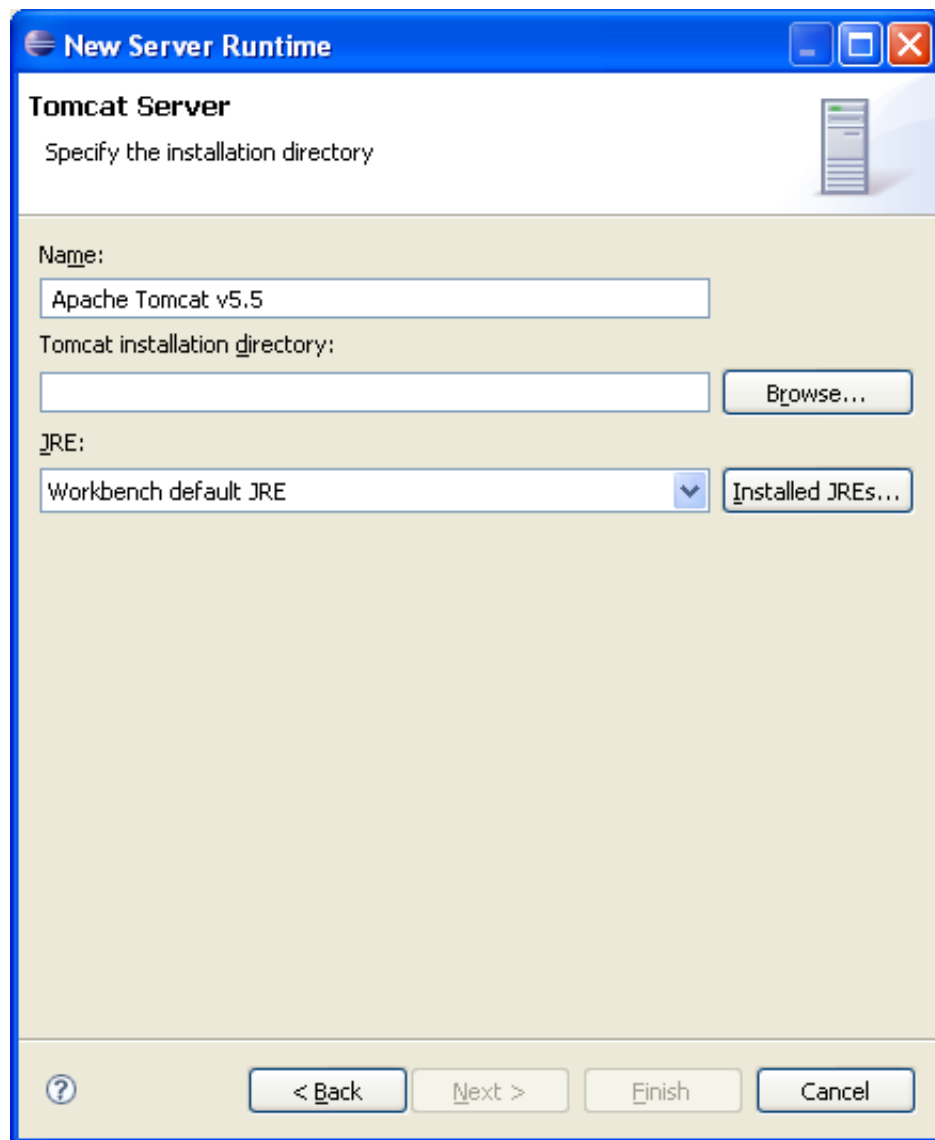 New Server Runtime
Tomcat Server
Specify the installation directory
Name:
Apache Tomcat v5.5
Tomcat installation directory:
Browse...
JRE:
Workbench default JRE
Installed JREs...
? < Back Next > Finish Cancel